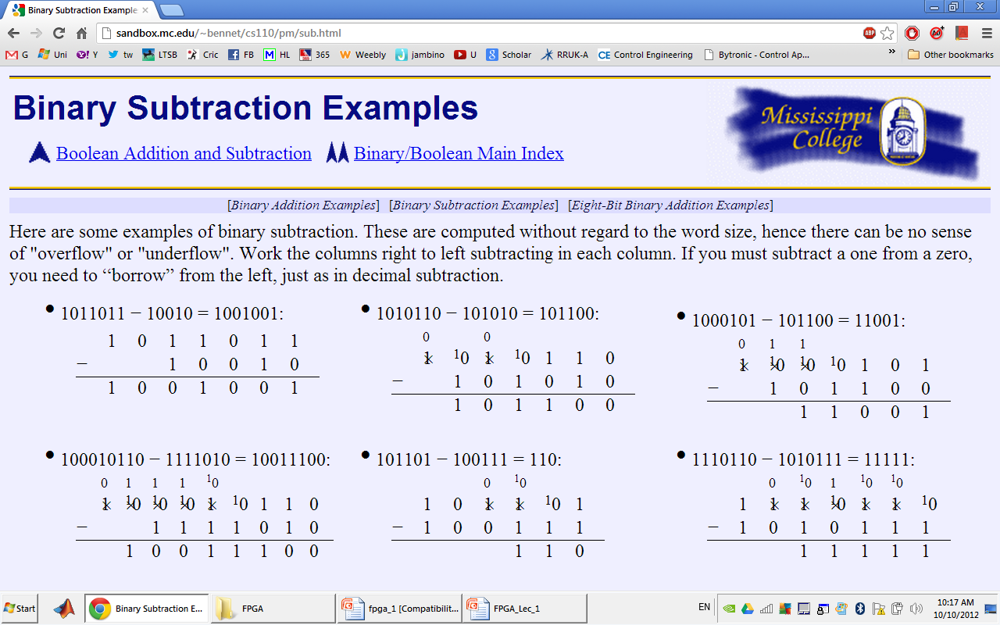 Binary Subtraction Example
sandbox.mc.edu/~bennet/cs110/pm/sub.html
ABP
G Uni Y tw LTSB Cric FB HL 365 Weebly jambino U Scholar RRUK-A CE Control Engineering Bytronic - Control Ap... » Other bookmarks
Binary Subtraction Examples
Mississippi
College
Boolean Addition and Subtraction Binary/Boolean Main Index
[Binary Addition Examples] [Binary Subtraction Examples] [Eight-Bit Binary Addition Examples]
Here are some examples of binary subtraction. These are computed without regard to the word size, hence there can be no sense
of "overflow" or "underflow". Work the columns right to left subtracting in each column. If you must subtract a one from a zero,
you need to “borrow” from the left, just as in decimal subtraction.
• 1011011 − 10010 = 1001001:
1 0 1 1 0 1 1
− 1 0 0 1 0
1 0 0 1 0 0 1
• 1010110 − 101010 = 101100:
0 0
1 10 1 10 1 1 0
− 1 0 1 0 1 0
1 0 1 1 0 0
• 1000101 − 101100 = 11001:
0 1 1
1 10 10 10 1 0 1
− 1 0 1 1 0 0
1 1 0 0 1
• 100010110 − 1111010 = 10011100:
0 1 1 1 10
1 10 10 10 1 10 1 1 0
− 1 1 1 1 0 1 0
1 0 0 1 1 1 0 0
• 101101 − 100111 = 110:
0 10
1 0 1 1 10 1
− 1 0 0 1 1 1
1 1 0
• 1110110 − 1010111 = 11111:
0 10 1 10 10
1 1 1 10 1 1 10
− 1 0 1 0 1 1 1
1 1 1 1 1
Start Binary Subtraction E... FPGA fpga_1 [Compatibilit... FPGA_Lec_1 EN 10:17 AM
10/10/2012